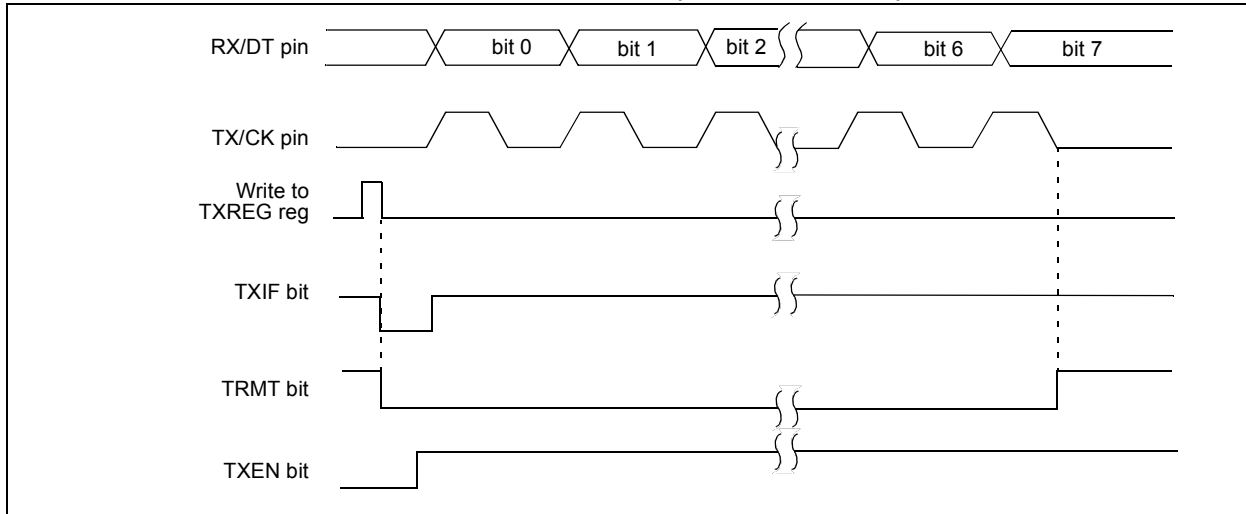 RX/DT pin
bit 0
bit 1
bit 2
bit 6
bit 7
TX/CK pin
Write to
TXREG reg
TXIF bit
TRMT bit
TXEN bit